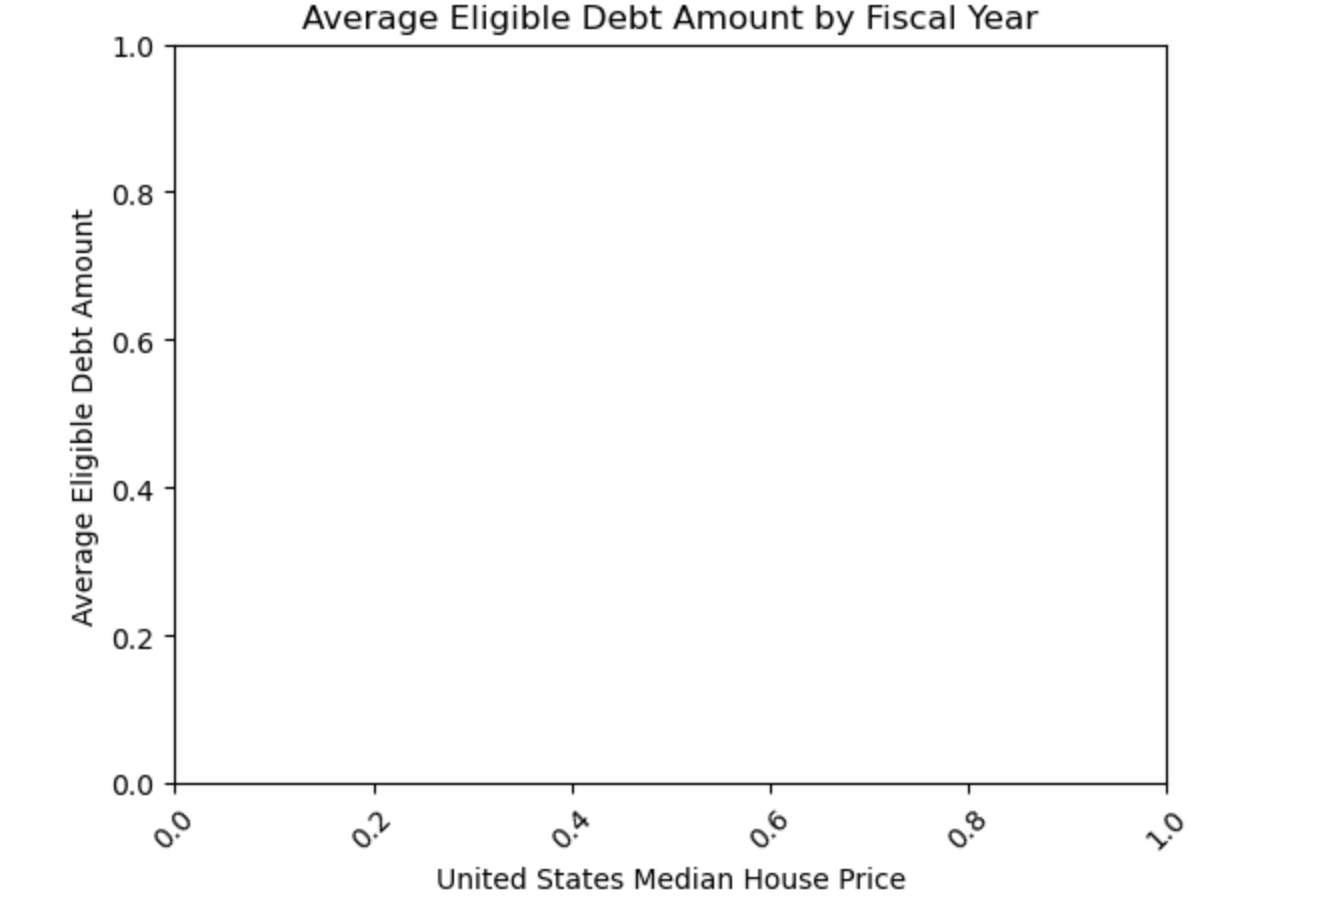 Average Eligible Debt Amount by Fiscal Year
1.0
0.8
0.6
0.4
0.2
0.0
Average Eligible Debt Amount
0.0 0.2 0.4 0.6 0.8 1.0
United States Median House Price